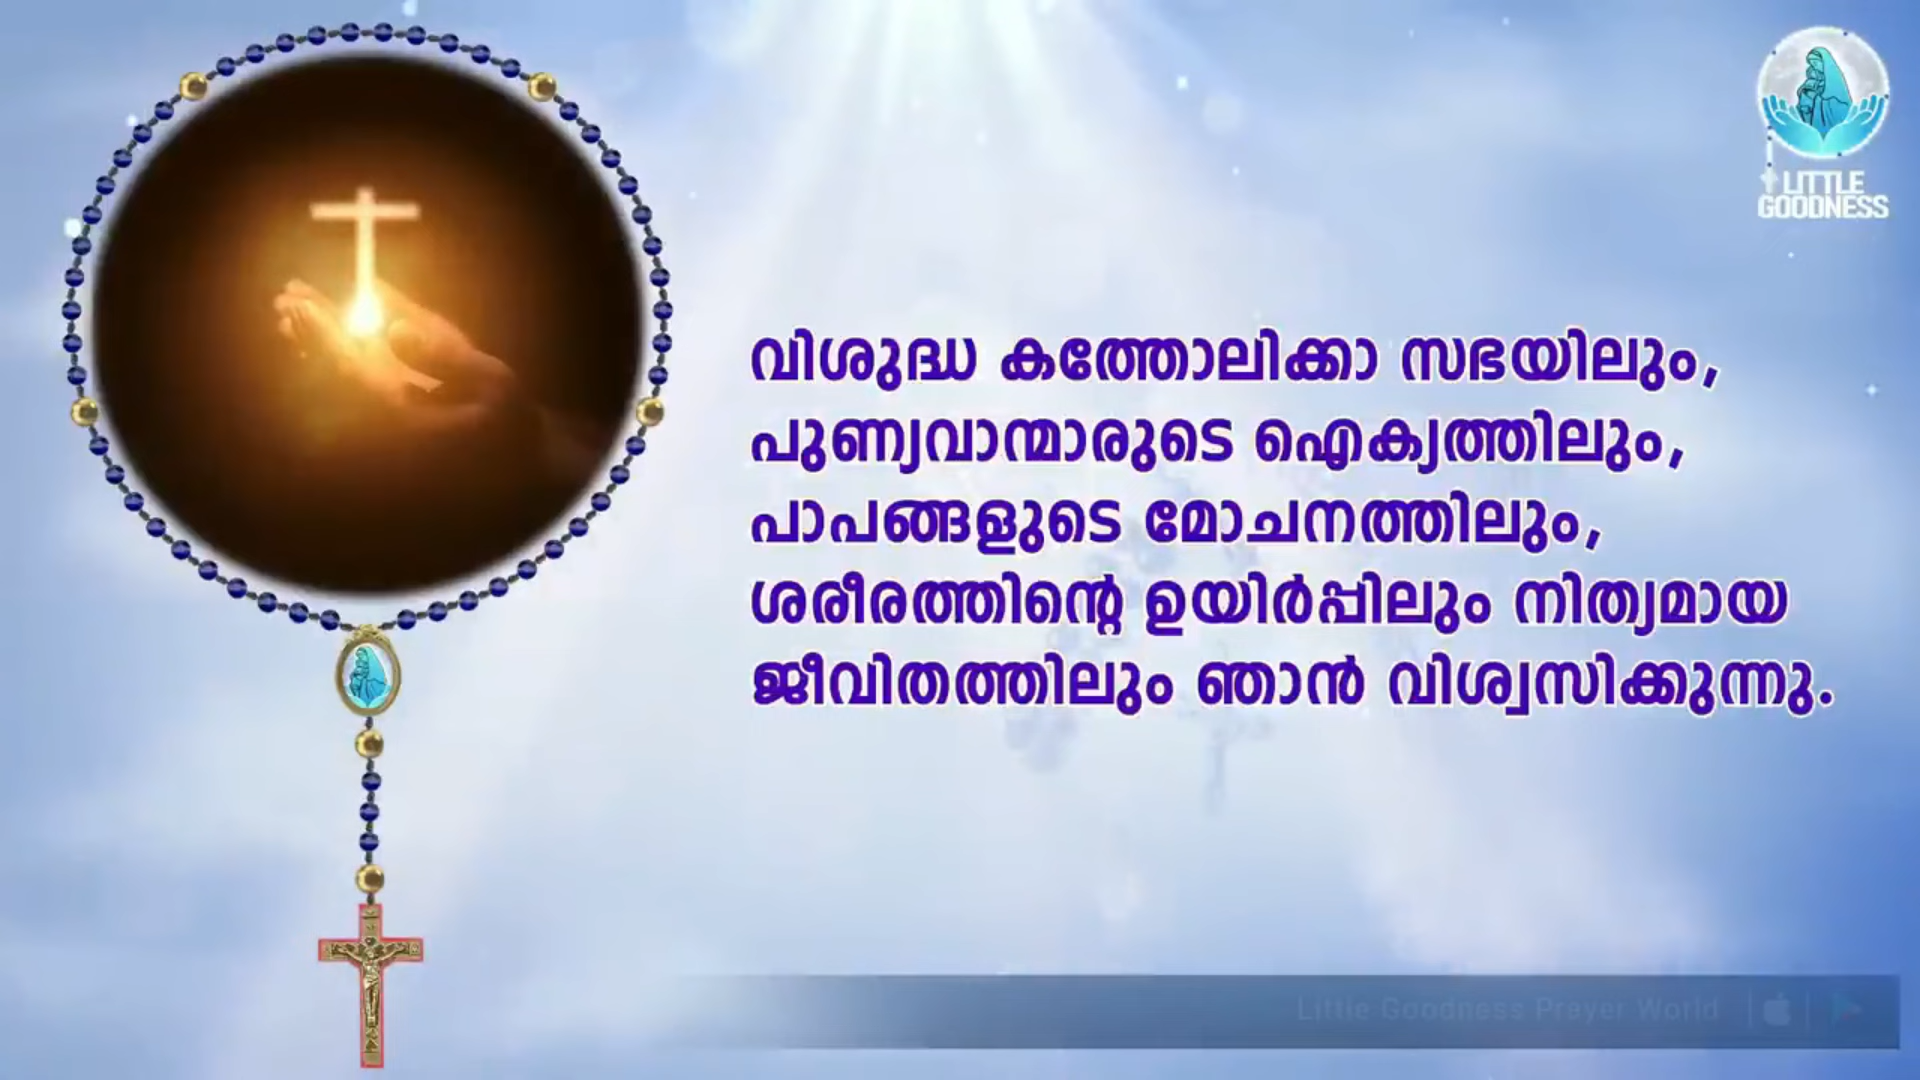 LITTLE
GOODNESS
വിശുദ്ധ കത്തോലിക്കാ സഭയിലും,
പുണ്യവാന്മാരുടെ ഐക്യത്തിലും,
പാപങ്ങളുടെ മോചനത്തിലും,
ശരീരത്തിന്റെ ഉയിർപ്പിലും നിത്യമായ
ജീവിതത്തിലും ഞാൻ വിശ്വസിക്കുന്നു.
Little Goodness Prayer World